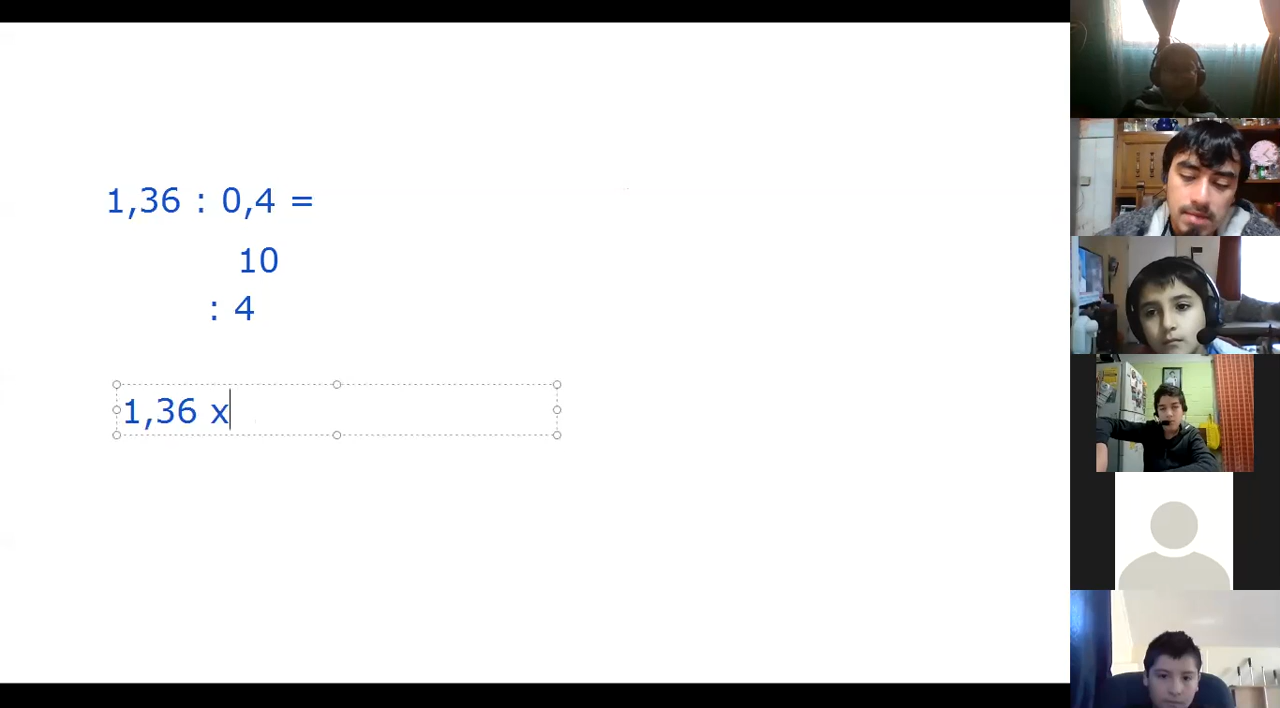 1,36 : 0,4 =
10
: 4
1,36 x